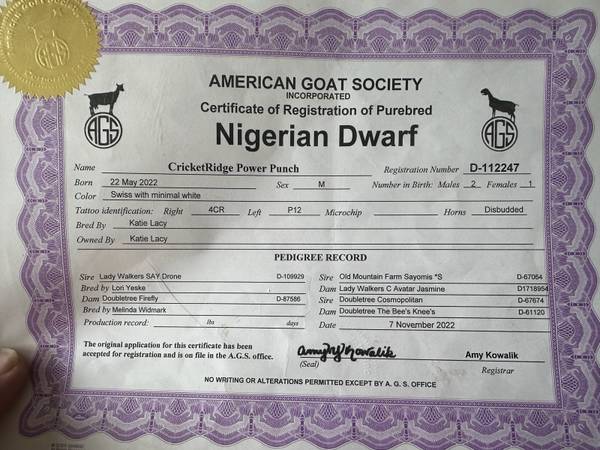 AMERICAN GOAT SOCIETY
INCORPORATED
Certificate of Registration of Purebred
Nigerian Dwarf
AGS
AGS
Name CricketRidge Power Punch Registration Number D-112247
Born 22 May 2022 Sex M Number in Birth: Males 2 Females 1
Color Swiss with minimal white
Tattoo identification: Right 4CR Left P12 Microchip Horns Disbudded
Bred By Katie Lacy
Owned By Katie Lacy
PEDIGREE RECORD
Sire Lady Walkers SAY Drone D-109929 Sire Old Mountain Farm Sayomis *S D-67064
Bred by Lori Yeske Dam Lady Walkers C Avatar Jasmine D1718954
Dam Doubletree Firefly D-87586 Sire Doubletree Cosmopolitan D-67674
Bred by Melinda Widmark Dam Doubletree The Bee's Knee's D-61120
Production record: lbs days Date 7 November 2022
The original application for this certificate has been
accepted for registration and is on file in the A.G.S. office.
Amy Kowalik
(Seal) Registrar
NO WRITING OR ALTERATIONS PERMITTED EXCEPT BY A. G. S. OFFICE